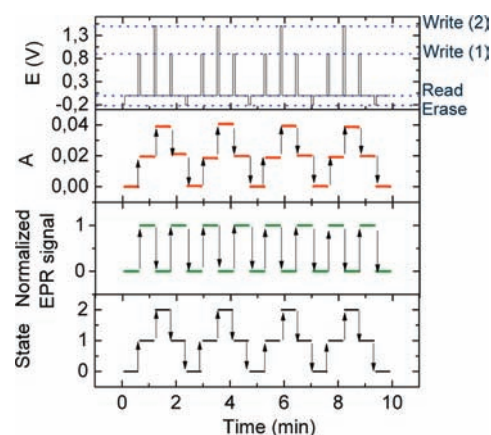 E (V)
1,3
0,8
0,3
-0,2
Write (2)
Write (1)
Read
Erase
A
0,04
0,02
0,00
Normalized
EPR signal
1
0
State
2
1
0
0 2 4 6 8 10
Time (min)